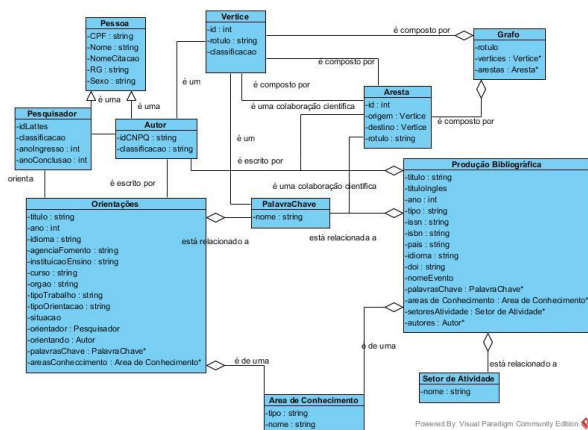 Pessoa
-CPF : string
-Nome : string
-NomeCitacao
-RG : string
-Sexo : string
Vertice
-id : int
-rotulo : string
-classificacao
é composto por
Grafo
-rotulo
-vertices : Vertice*
-arestas : Aresta*
é uma
é uma
é um
é composto por
é composto por
é uma colaboração cientifica
é um
é composto por
Aresta
-id : int
-origem : Vertice
-destino : Vertice
-rotulo : string
Pesquisador
-idLattes
-classificacao
-anoIngresso : int
-anoConclusao : int
Autor
-idCNPQ : string
-classificacao : string
é escrito por
orienta
é escrito por
é uma colaboração cientifica
Orientações
-titulo : string
-ano : int
-idioma : string
-agenciaFomento : string
-instituicaoEnsino : string
-curso : string
-orgao : string
-tipoTrabalho : string
-tipoOrientacao : string
-situacao
-orientador : Pesquisador
-orientando : Autor
-palavrasChave : PalavraChave*
-areasConheccimento : Area de Conhecimento*
PalavraChave
-nome : string
está relacionado a
está relacionada a
Produção Bibliogràfica
-titulo : string
-tituloIngles
-ano : int
-tipo : string
-issn : string
-isbn : string
-pais : string
-idioma : string
-doi : string
-nomeEvento
-palavrasChave : PalavraChave*
-areas de Conhecimento : Area de Conhecimento*
-setoresAtividade : Setor de Atividade*
-autores : Autor*
é de uma
é de uma
está relacionado a
Area de Conhecimento
-tipo : string
-nome : string
Setor de Atividade
-nome : string
Powered By Visual Paradigm Community Edition